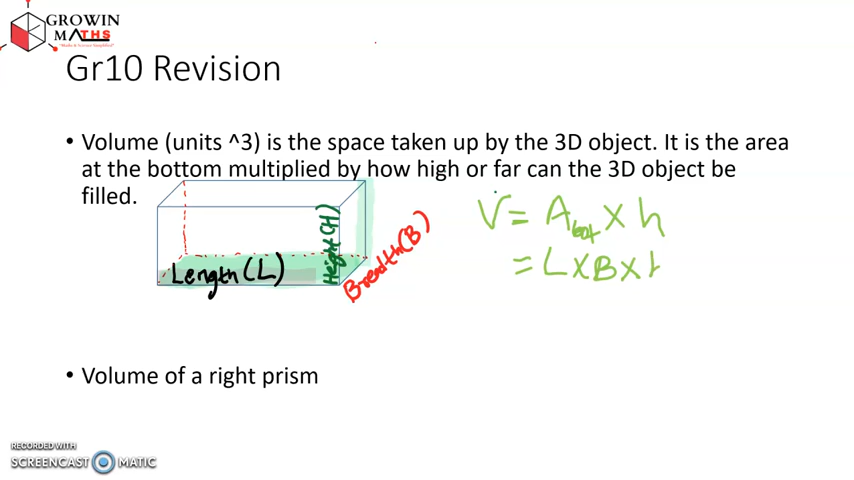 GROWIN
MATHS
"Maths & Science Simplified"
Gr10 Revision
• Volume (units ^3) is the space taken up by the 3D object. It is the area
at the bottom multiplied by how high or far can the 3D object be
filled.
Length (L)
Height (H)
Breadth (B)
V = A bot × h
= L × B × h
• Volume of a right prism
RECORDED WITH
SCREENCAST MATIC